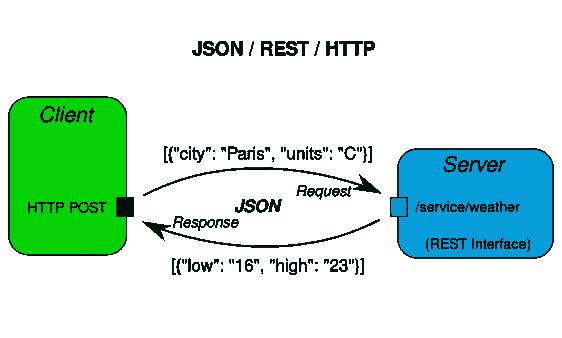 JSON / REST / HTTP
Client
[{"city": "Paris", "units": "C"}]
Server
HTTP POST
Request
JSON
Response
/service/weather
(REST Interface)
[{"low": "16", "high": "23"}]